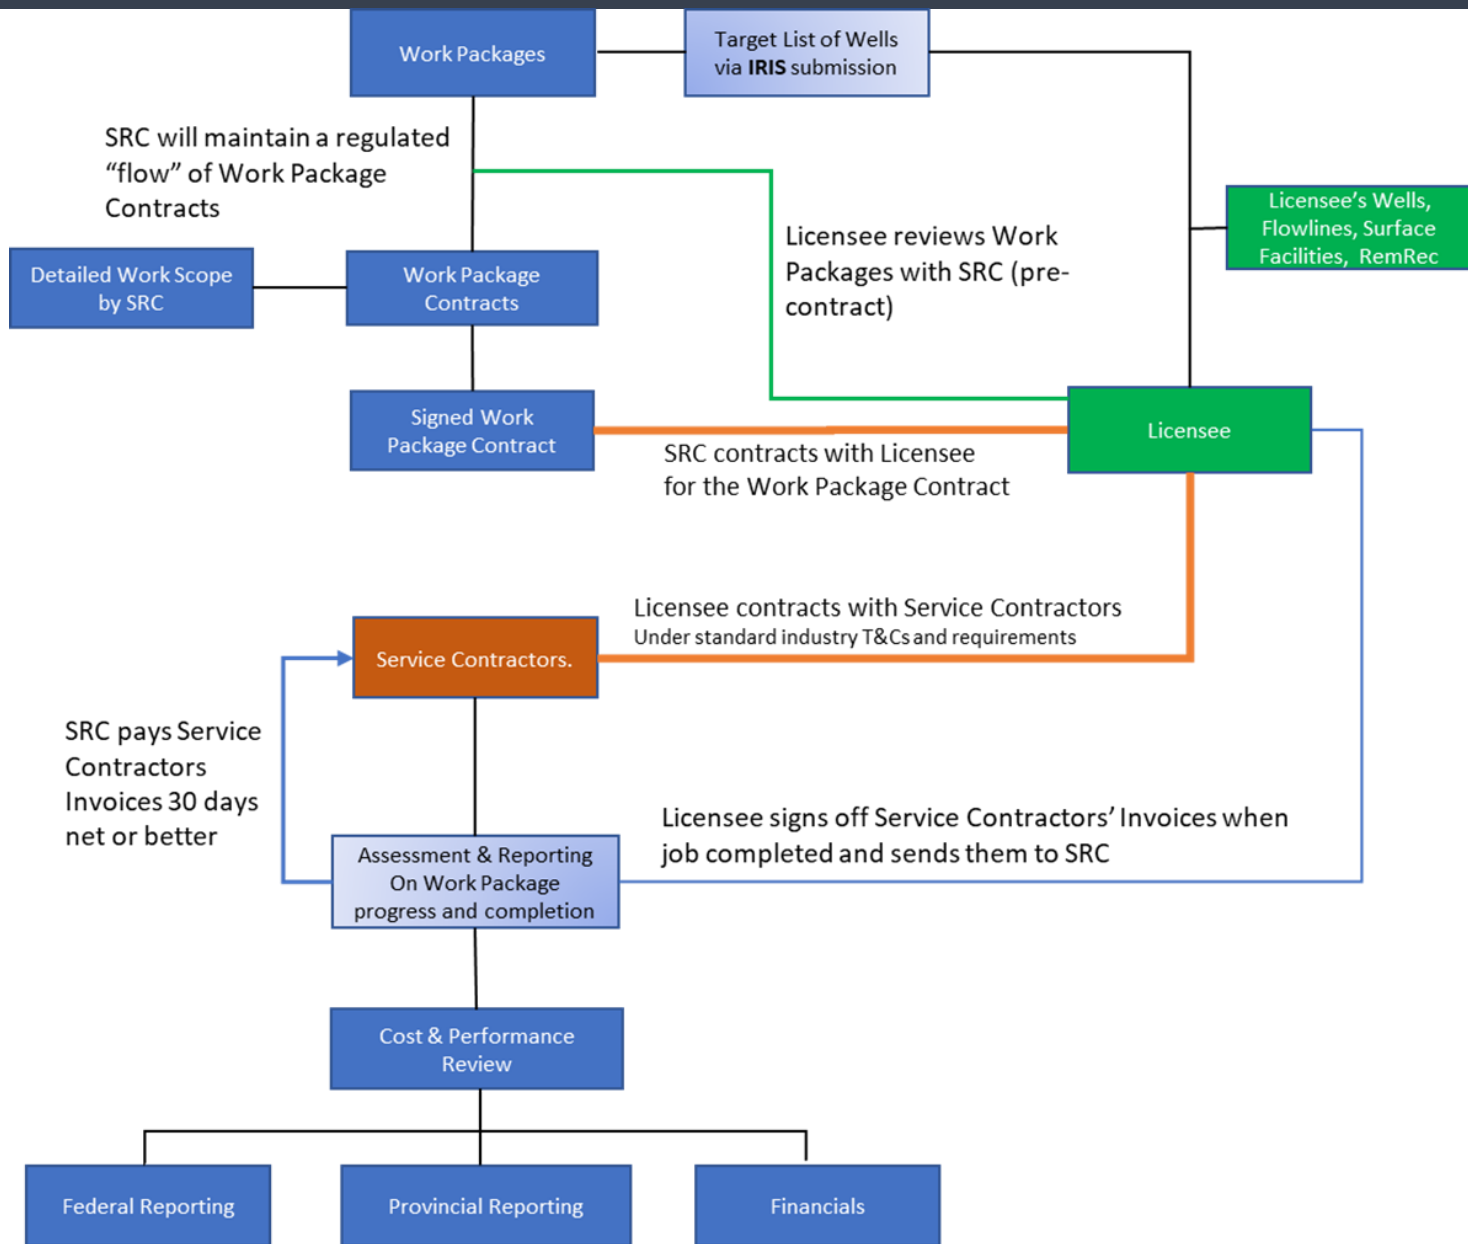 Work Packages
Target List of Wells
via IRIS submission
SRC will maintain a regulated
“flow” of Work Package
Contracts
Licensee’s Wells,
Flowlines, Surface
Facilities, RemRec
Licensee reviews Work
Packages with SRC (pre-
contract)
Detailed Work Scope
by SRC
Work Package
Contracts
Signed Work
Package Contract
Licensee
SRC contracts with Licensee
for the Work Package Contract
Licensee contracts with Service Contractors
Under standard industry T&Cs and requirements
Service Contractors.
SRC pays Service
Contractors
Invoices 30 days
net or better
Licensee signs off Service Contractors’ Invoices when
job completed and sends them to SRC
Assessment & Reporting
On Work Package
progress and completion
Cost & Performance
Review
Federal Reporting
Provincial Reporting
Financials